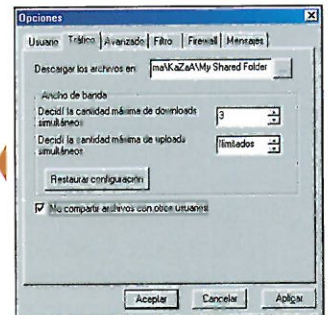 Opciones
Usuario Tráfico Avanzado Filtro Firewall Mensajes
Descargar los archivos en: ma\KaZaA\My Shared Folder
Ancho de banda
Decidí la cantidad máxima de downloads
simultáneos 3
Decidí la cantidad máxima de uploads
simultáneos Ilimitados
Restaurar configuración
No compartir archivos con otros usuarios
Aceptar Cancelar Aplicar